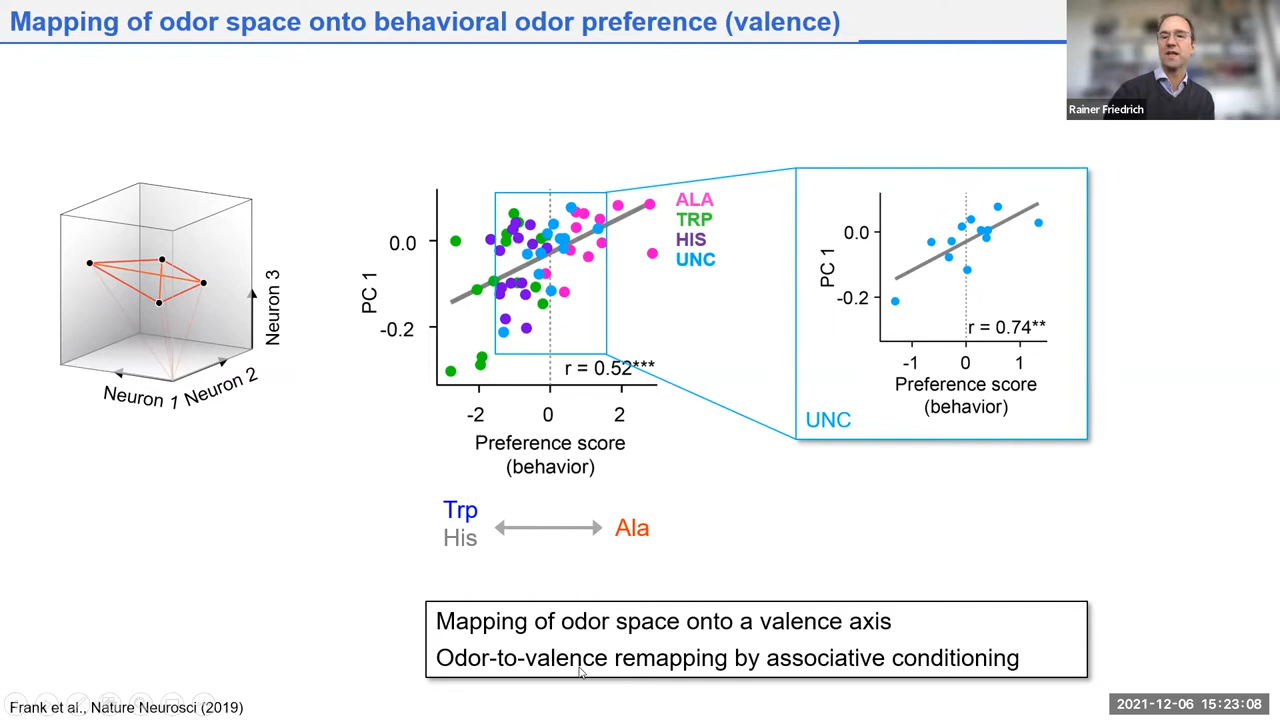 Mapping of odor space onto behavioral odor preference (valence)
Rainer Friedrich
Neuron 1
Neuron 2
Neuron 3
PC 1
0.0
-0.2
ALA
TRP
HIS
UNC
r = 0.52***
-2
0
2
Preference score
(behavior)
PC 1
0.0
-0.2
r = 0.74**
-1
0
1
Preference score
(behavior)
UNC
Trp
His
Ala
Mapping of odor space onto a valence axis
Odor-to-valence remapping by associative conditioning
Frank et al., Nature Neurosci (2019)
2021-12-06 15:23:08